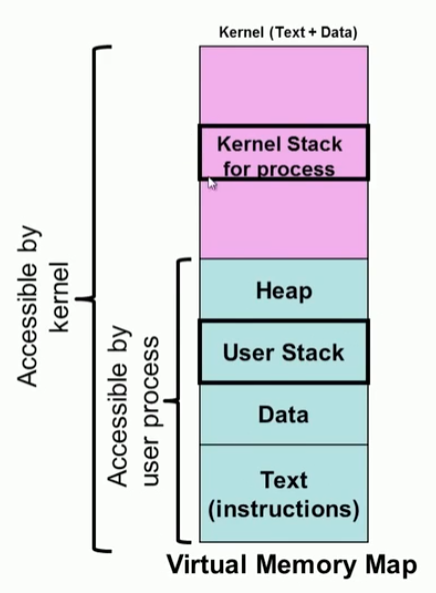 Kernel (Text + Data)
Kernel Stack
for process
Accessible by
kernel
Accessible by
user process
Heap
User Stack
Data
Text
(instructions)
Virtual Memory Map